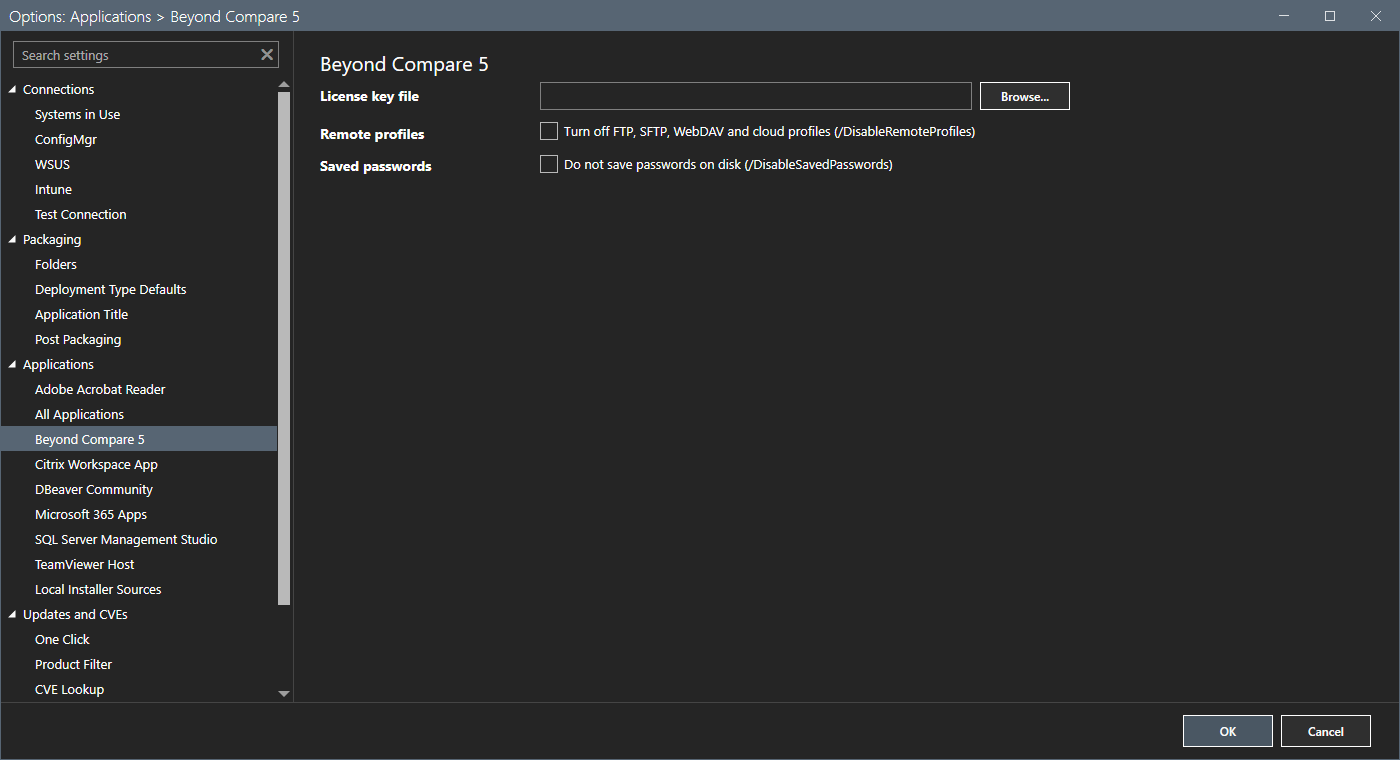 Options: Applications > Beyond Compare 5
Search settings
Connections
Systems in Use
ConfigMgr
WSUS
Intune
Test Connection
Packaging
Folders
Deployment Type Defaults
Application Title
Post Packaging
Applications
Adobe Acrobat Reader
All Applications
Beyond Compare 5
Citrix Workspace App
DBeaver Community
Microsoft 365 Apps
SQL Server Management Studio
TeamViewer Host
Local Installer Sources
Updates and CVEs
One Click
Product Filter
CVE Lookup
Beyond Compare 5
License key file
Browse...
Remote profiles
Turn off FTP, SFTP, WebDAV and cloud profiles (/DisableRemoteProfiles)
Saved passwords
Do not save passwords on disk (/DisableSavedPasswords)
OK
Cancel